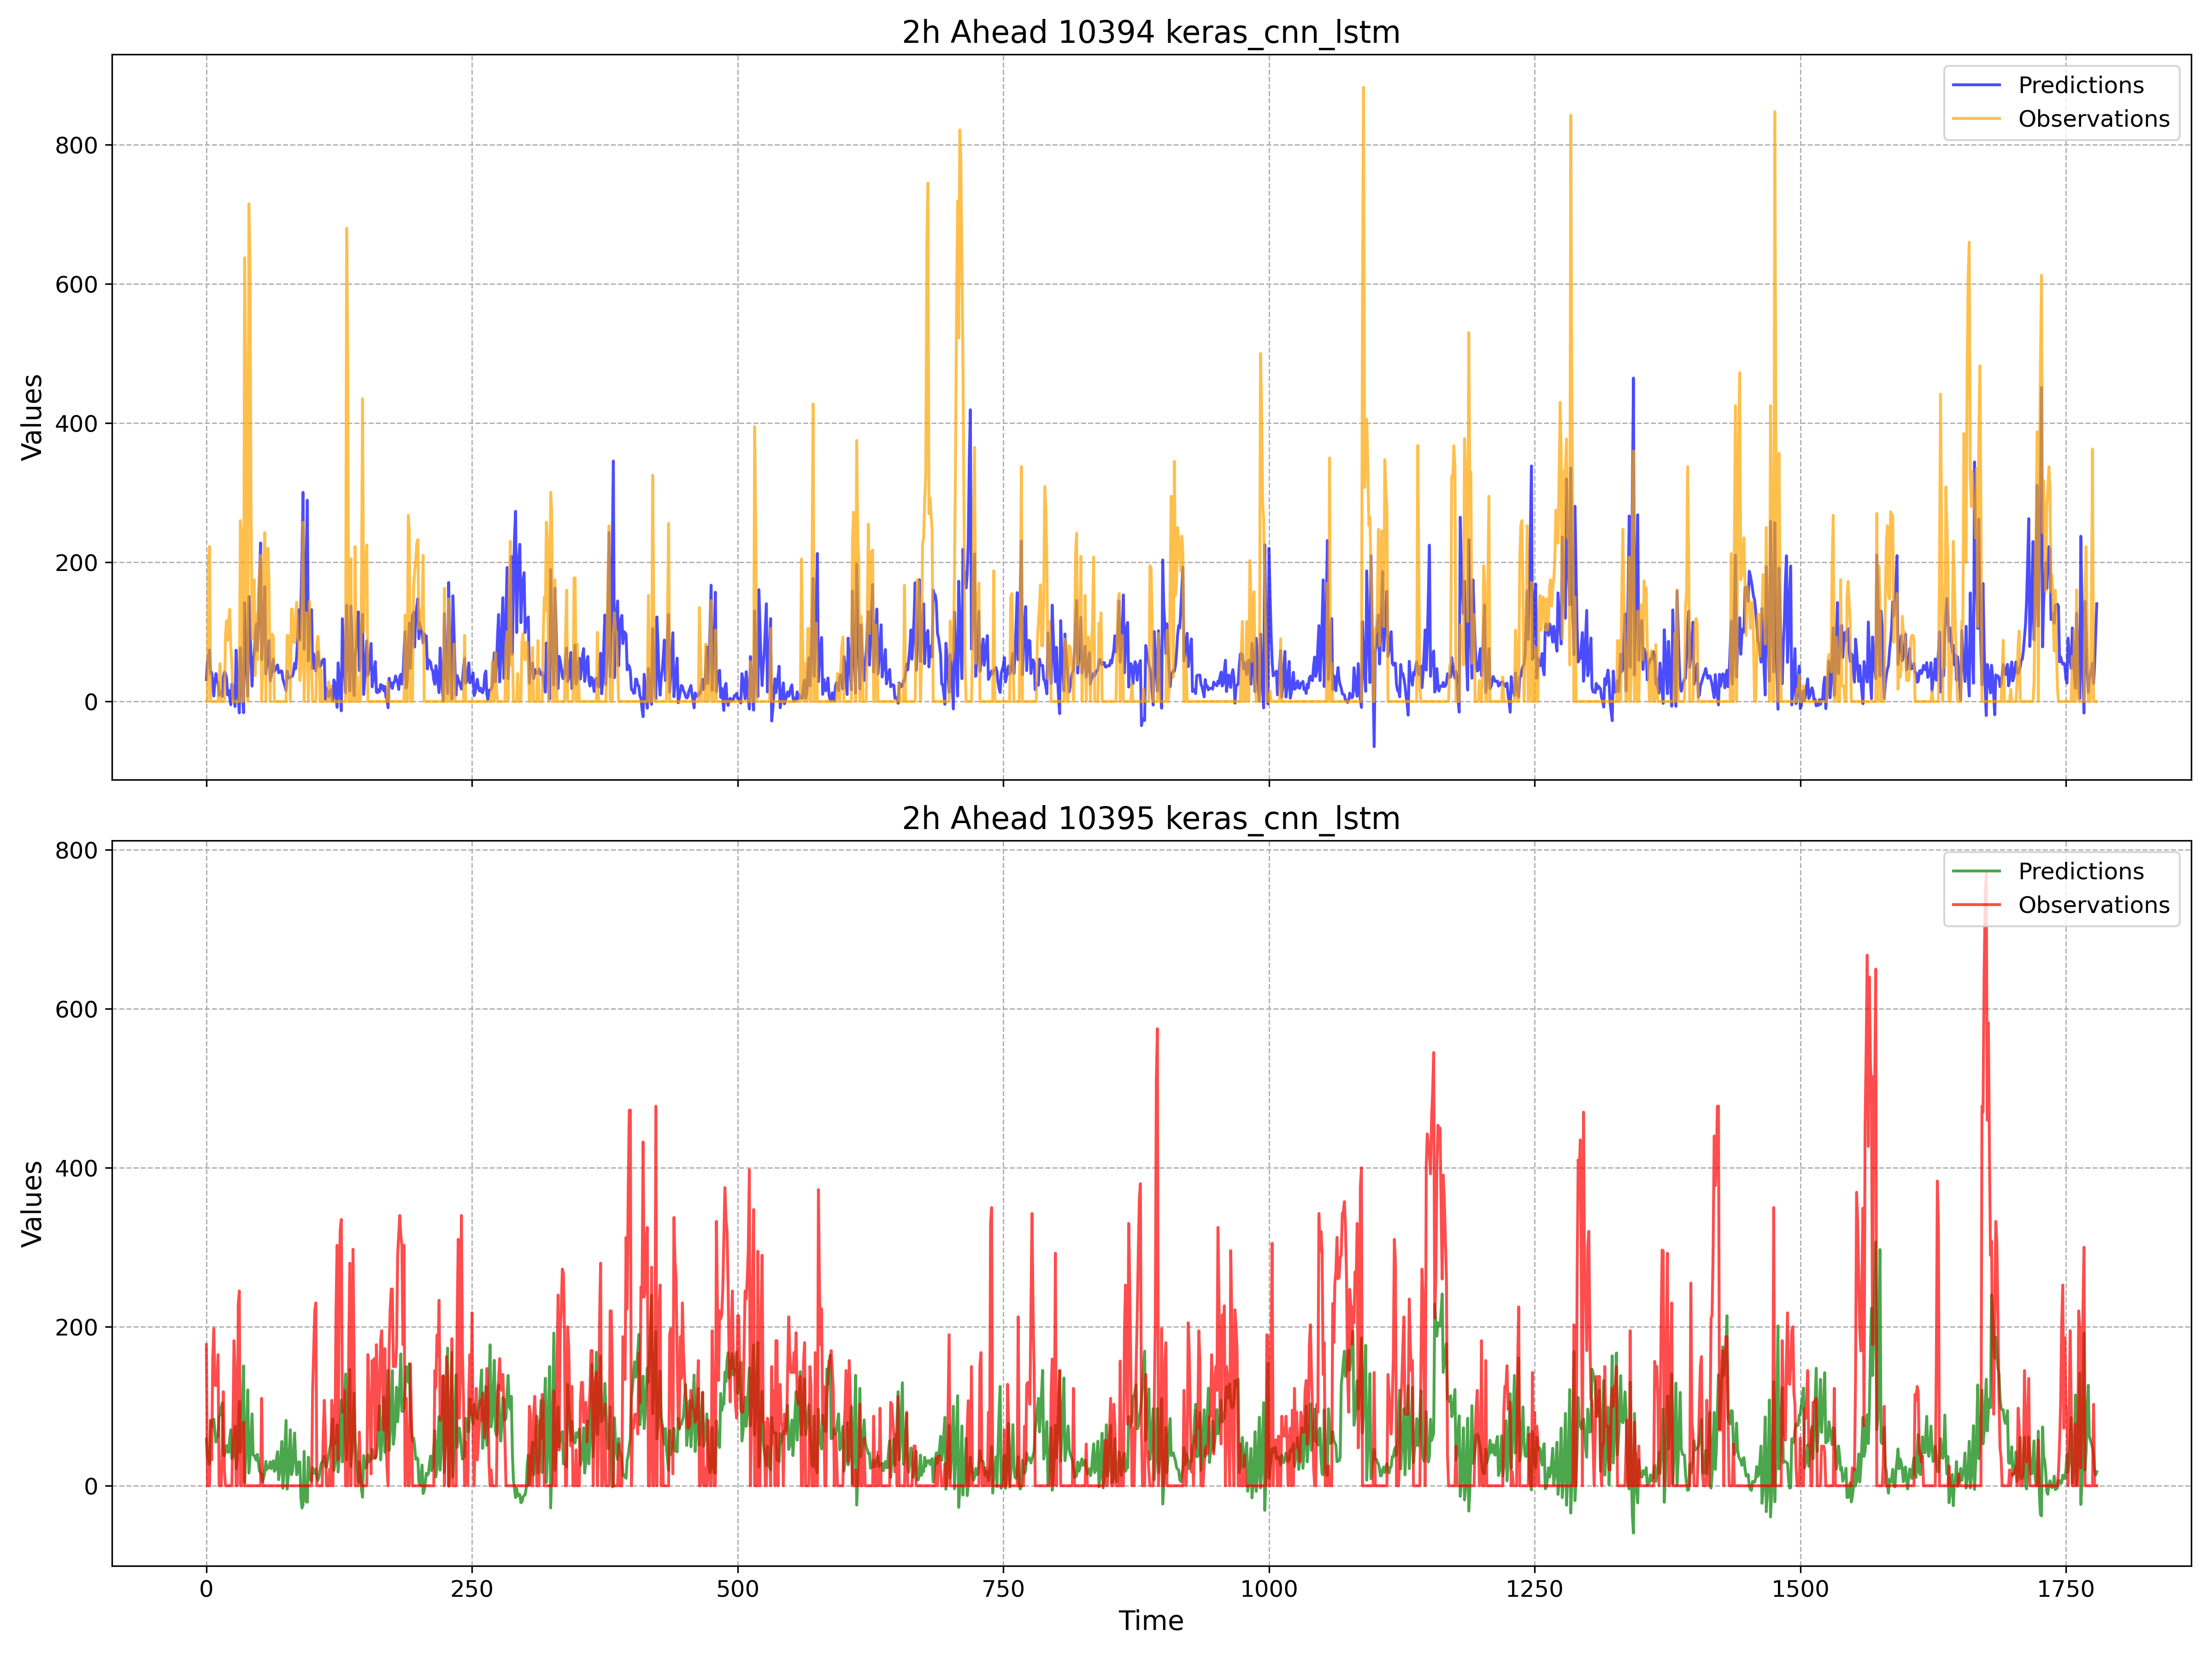 2h Ahead 10394 keras_cnn_lstm
Predictions
Observations
800
600
400
200
0
Values
2h Ahead 10395 keras_cnn_lstm
Predictions
Observations
800
600
400
200
0
Values
0 250 500 750 1000 1250 1500 1750
Time